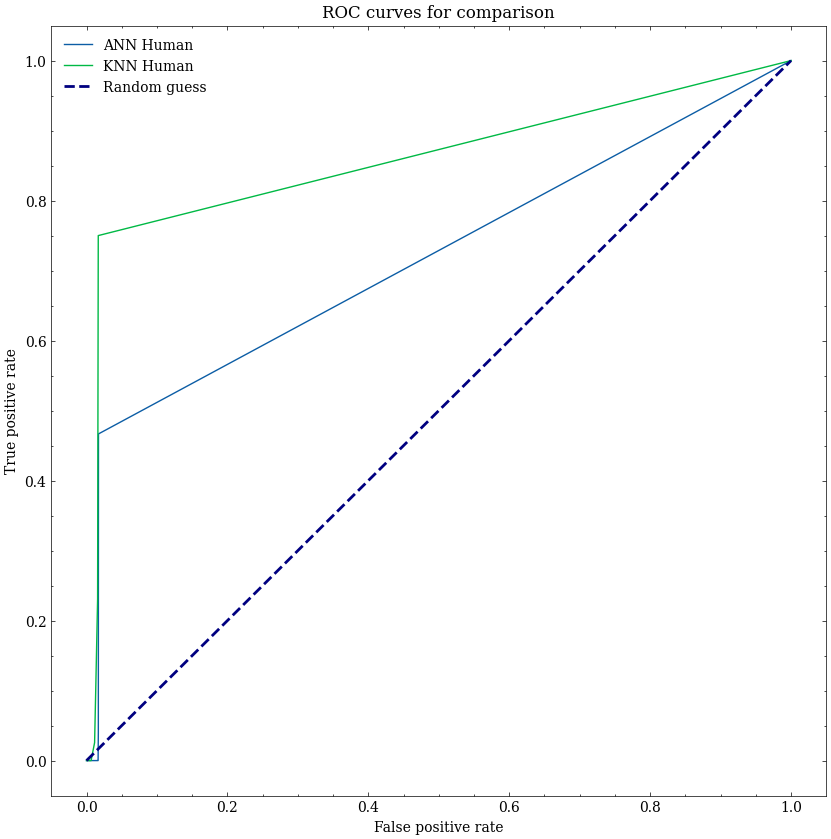 ROC curves for comparison
ANN Human
KNN Human
Random guess
1.0
0.8
0.6
0.4
0.2
0.0
True positive rate
0.0 0.2 0.4 0.6 0.8 1.0
False positive rate